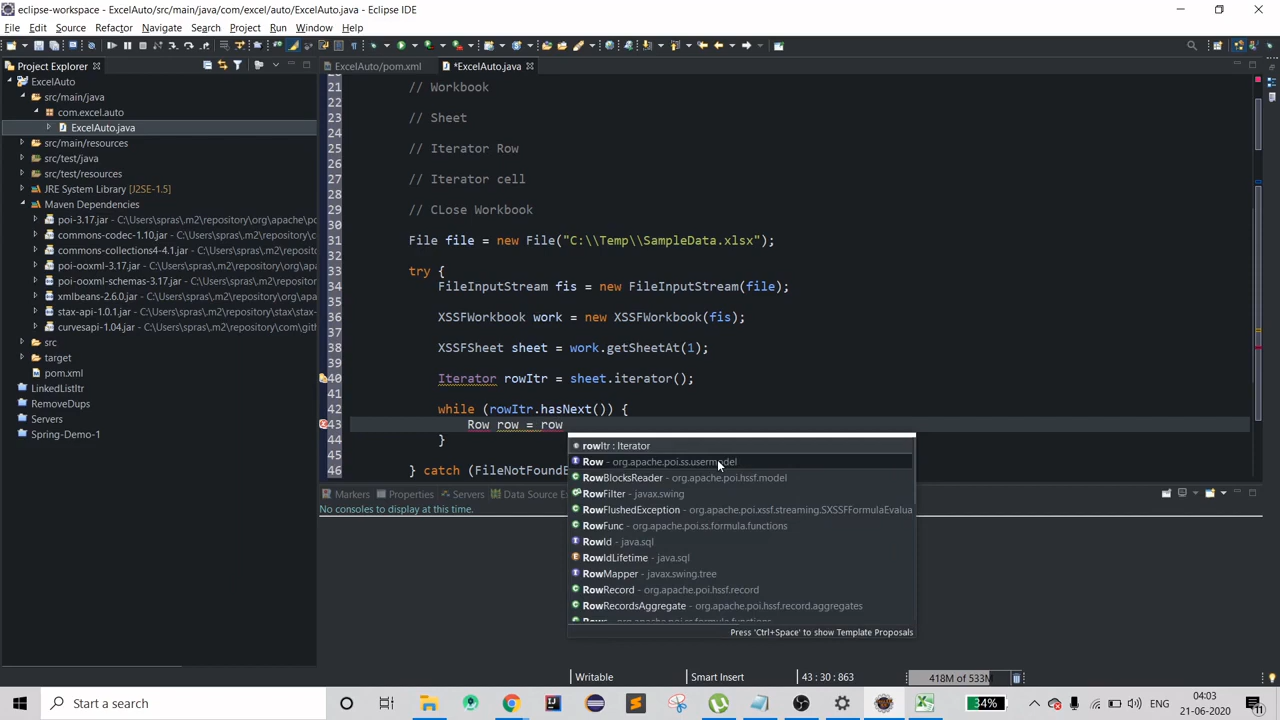 eclipse-workspace - ExcelAuto/src/main/java/com/excel/auto/ExcelAuto.java - Eclipse IDE
File Edit Source Refactor Navigate Search Project Run Window Help
Project Explorer
ExcelAuto/pom.xml
*ExcelAuto.java
ExcelAuto
src/main/java
com.excel.auto
ExcelAuto.java
src/main/resources
src/test/java
src/test/resources
JRE System Library [J2SE-1.5]
Maven Dependencies
poi-3.17.jar - C:\Users\spras\.m2\repository\org\apache\po
commons-codec-1.10.jar - C:\Users\spras\.m2\repository
commons-collections4-4.1.jar - C:\Users\spras\.m2\repos
poi-ooxml-3.17.jar - C:\Users\spras\.m2\repository\org\a
poi-ooxml-schemas-3.17.jar - C:\Users\spras\.m2\reposit
xmlbeans-2.6.0.jar - C:\Users\spras\.m2\repository\org\a
stax-api-1.0.1.jar - C:\Users\spras\.m2\repository\stax\sta
curvesapi-1.04.jar - C:\Users\spras\.m2\repository\com\gith
src
target
pom.xml
LinkedListItr
RemoveDups
Servers
Spring-Demo-1
21 // Workbook
22
23 // Sheet
24
25 // Iterator Row
26
27 // Iterator cell
28
29 // CLose Workbook
30
31 File file = new File("C:\\Temp\\SampleData.xlsx");
32
33 try {
34 FileInputStream fis = new FileInputStream(file);
35
36 XSSFWorkbook work = new XSSFWorkbook(fis);
37
38 XSSFSheet sheet = work.getSheetAt(1);
39
40 Iterator rowItr = sheet.iterator();
41
42 while (rowItr.hasNext()) {
43 Row row = row
44 }
45
46 } catch (FileNotFoundE
rowItr : Iterator
Row - org.apache.poi.ss.usermodel
RowBlocksReader - org.apache.poi.hssf.model
RowFilter - javax.swing
RowFlushedException - org.apache.poi.xssf.streaming.SXSSFFormulaEvalua
RowFunc - org.apache.poi.ss.formula.functions
RowId - java.sql
RowIdLifetime - java.sql
RowMapper - javax.swing.tree
RowRecord - org.apache.poi.hssf.record
RowRecordsAggregate - org.apache.poi.hssf.record.aggregates
Rows - org.apache.poi.ss.formula.functions
Press 'Ctrl+Space' to show Template Proposals
Markers Properties Servers Data Source E
No consoles to display at this time.
Writable Smart Insert 43 : 30 : 863 418M of 533M
Start a search
34%
ENG
04:03
21-06-2020
11